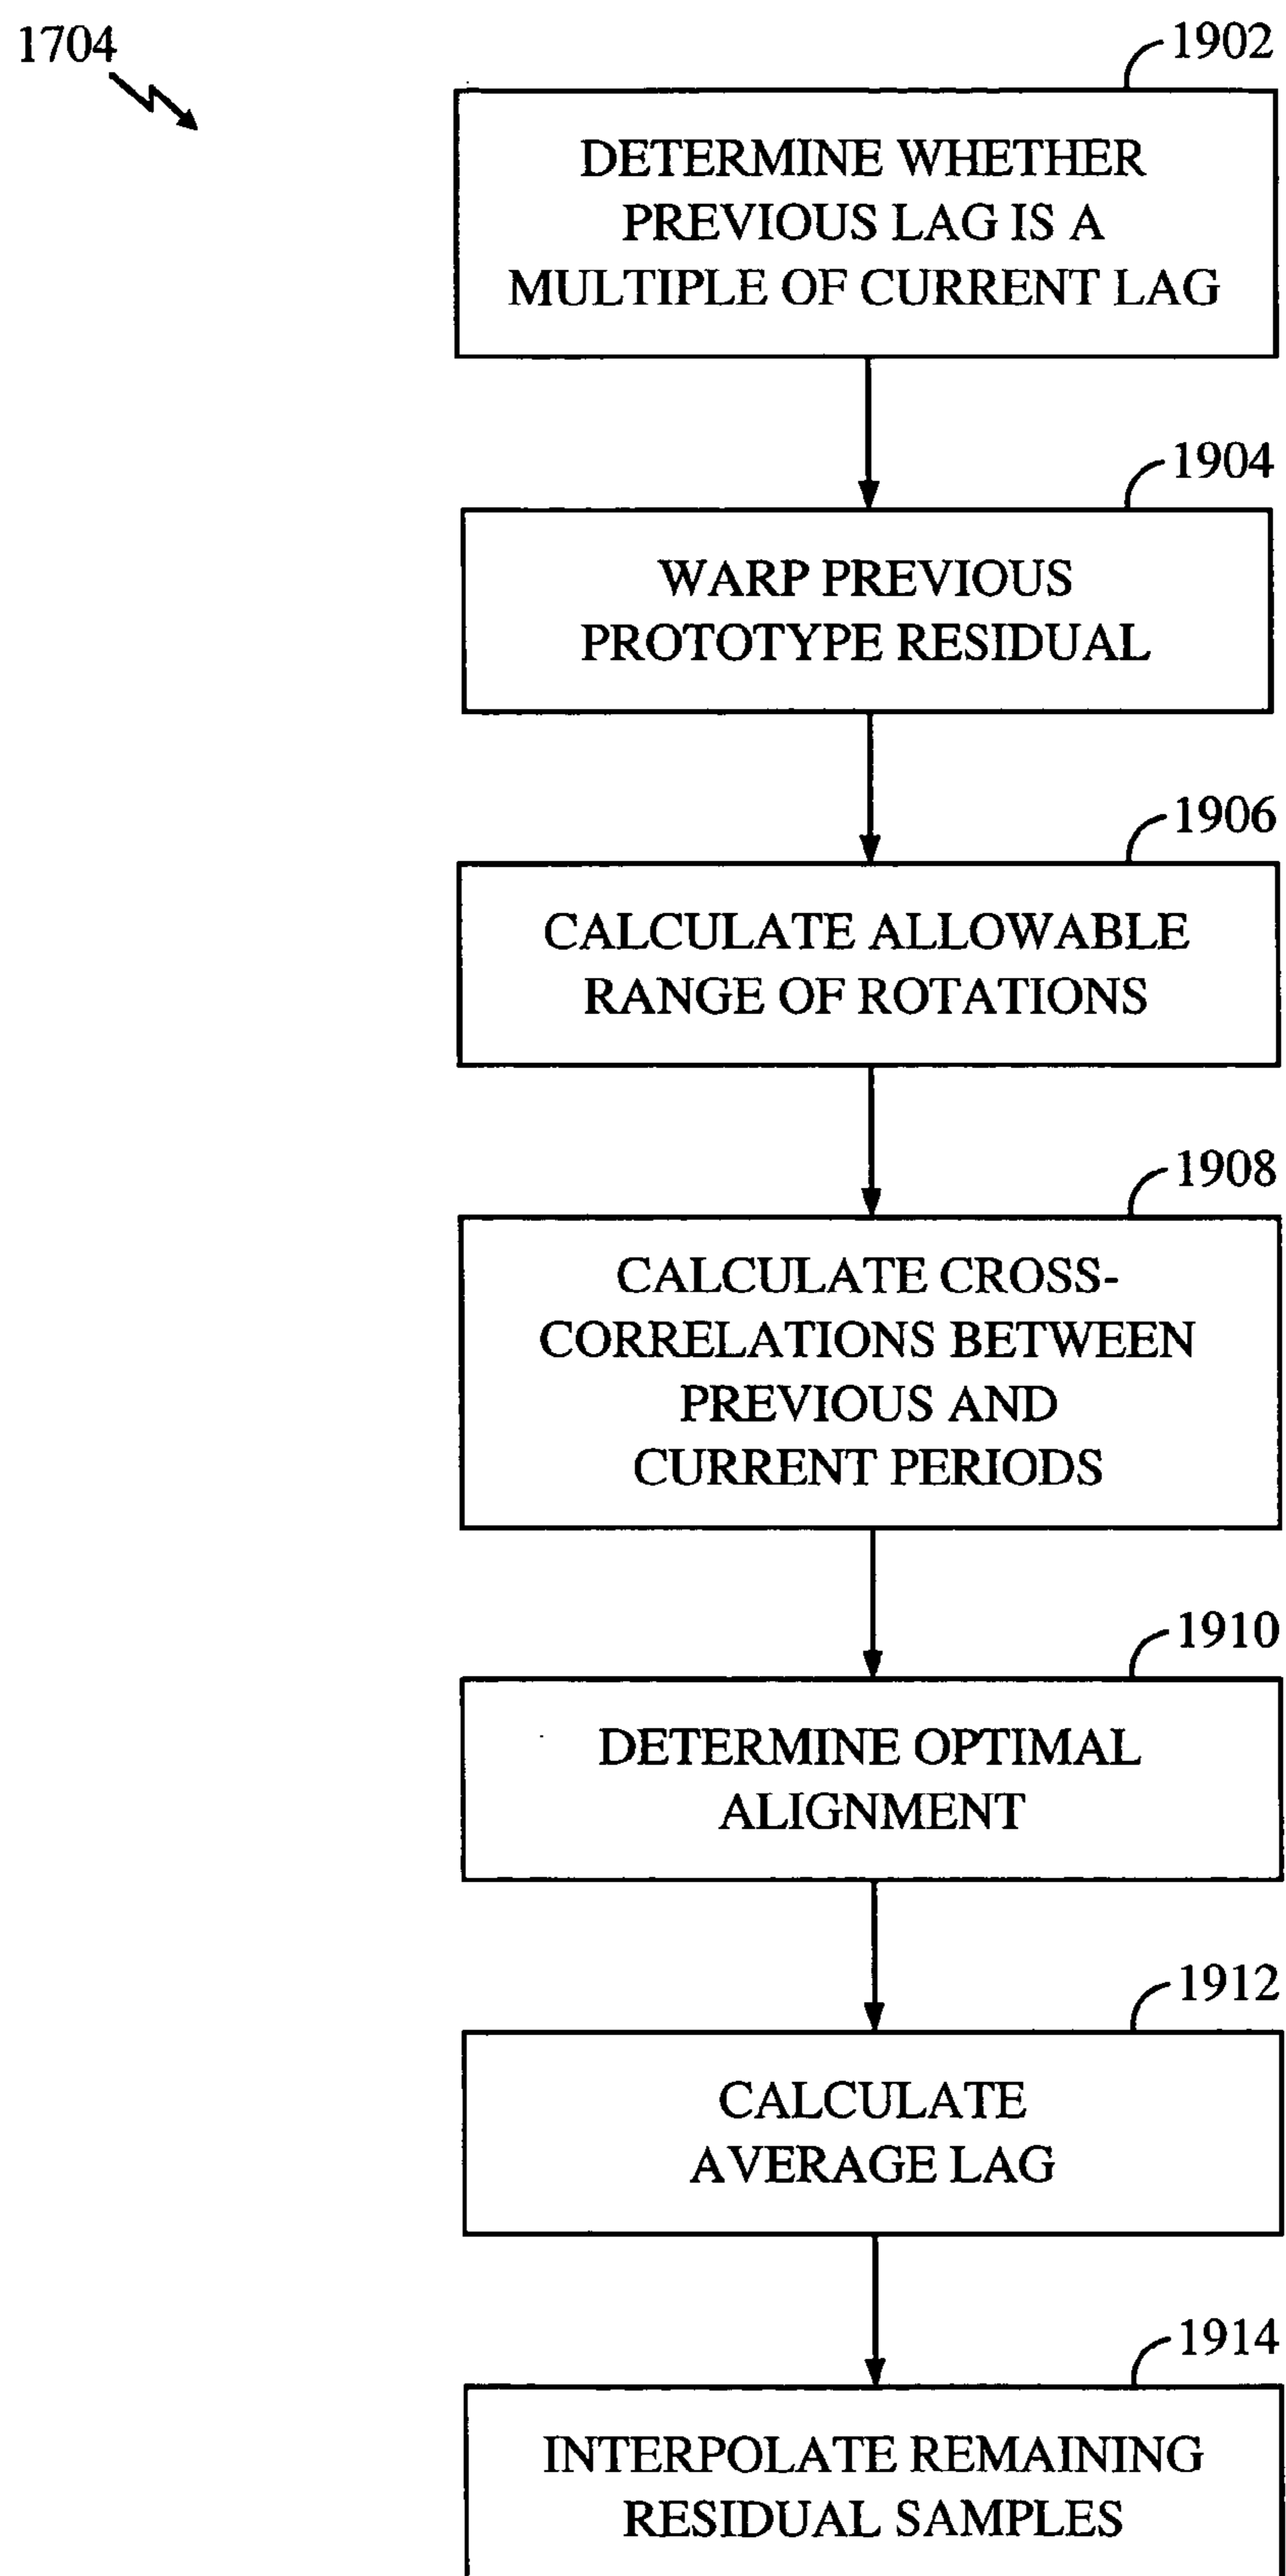 1704
1902
DETERMINE WHETHER
PREVIOUS LAG IS A
MULTIPLE OF CURRENT LAG
1904
WARP PREVIOUS
PROTOTYPE RESIDUAL
1906
CALCULATE ALLOWABLE
RANGE OF ROTATIONS
1908
CALCULATE CROSS-
CORRELATIONS BETWEEN
PREVIOUS AND
CURRENT PERIODS
1910
DETERMINE OPTIMAL
ALIGNMENT
1912
CALCULATE
AVERAGE LAG
1914
INTERPOLATE REMAINING
RESIDUAL SAMPLES